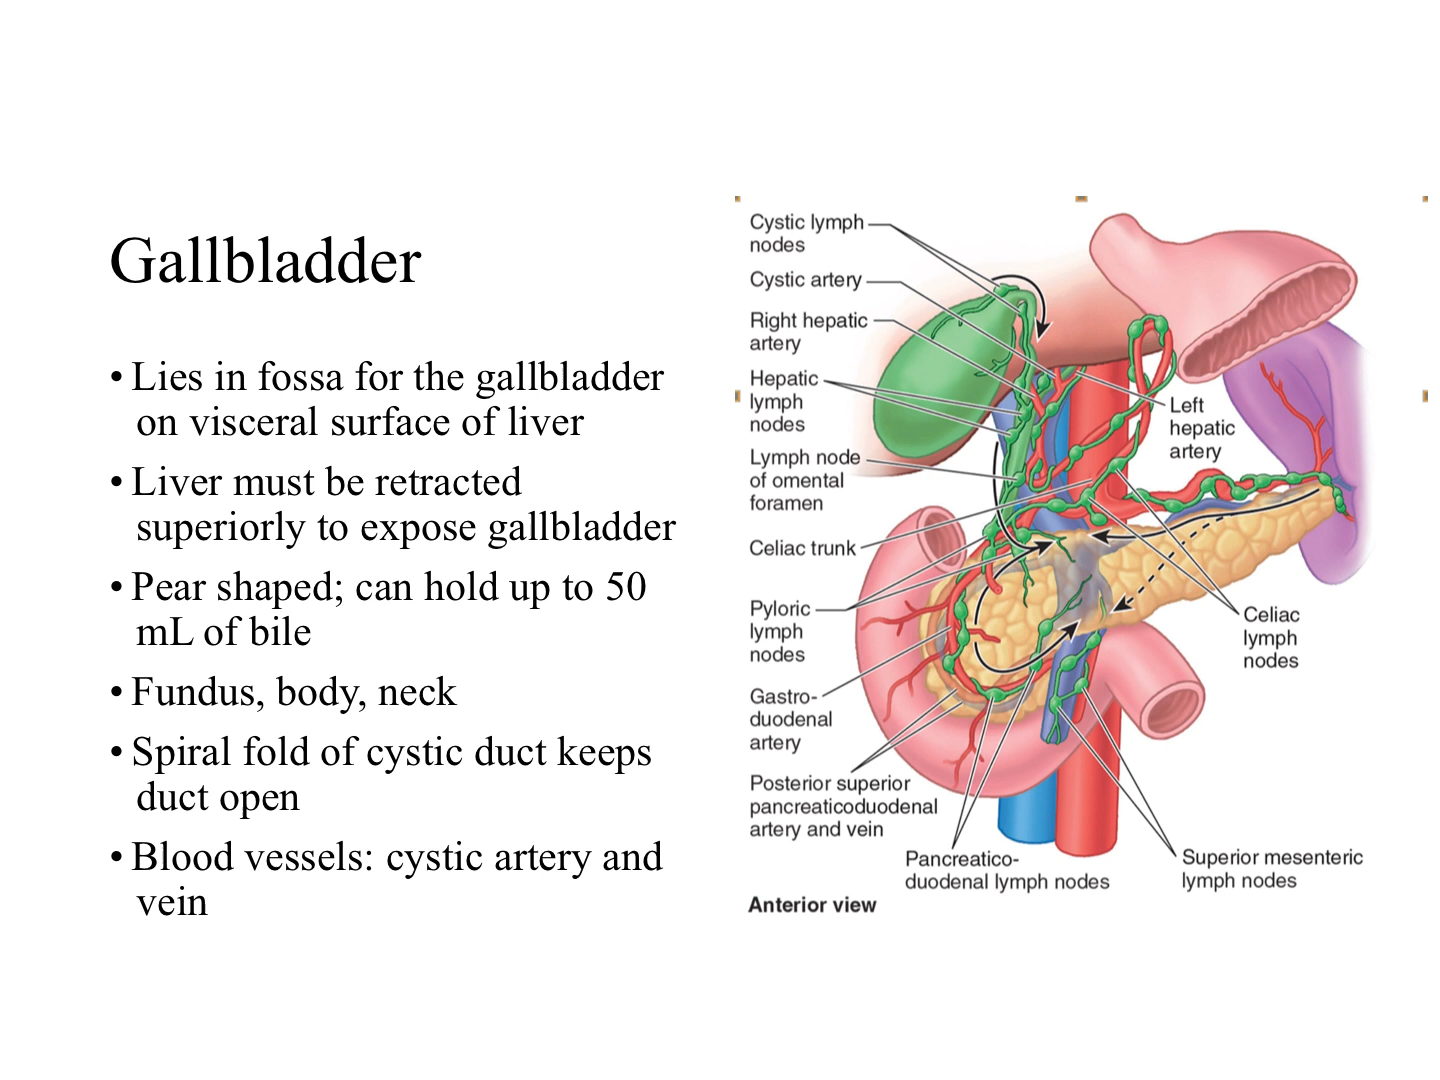 Gallbladder
• Lies in fossa for the gallbladder
on visceral surface of liver
• Liver must be retracted
superiorly to expose gallbladder
• Pear shaped; can hold up to 50
mL of bile
• Fundus, body, neck
• Spiral fold of cystic duct keeps
duct open
• Blood vessels: cystic artery and
vein
Cystic lymph
nodes
Cystic artery
Right hepatic
artery
Hepatic
lymph
nodes
Lymph node
of omental
foramen
Celiac trunk
Pyloric
lymph
nodes
Gastro-
duodenal
artery
Posterior superior
pancreaticoduodenal
artery and vein
Pancreatico-
duodenal lymph nodes
Left
hepatic
artery
Celiac
lymph
nodes
Superior mesenteric
lymph nodes
Anterior view